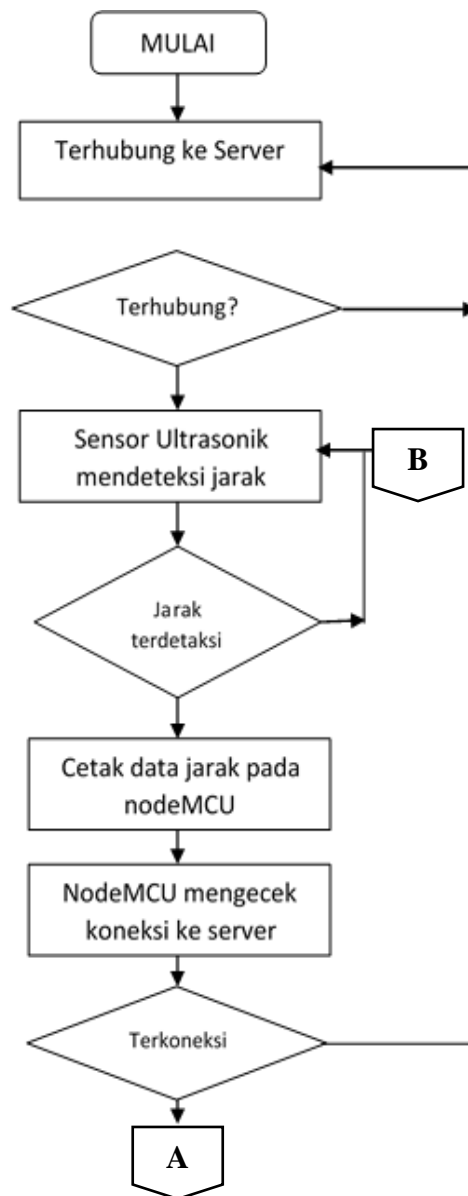 MULAI
Terhubung ke Server
Terhubung?
Sensor Ultrasonik
mendeteksi jarak
B
Jarak
terdetaksi
Cetak data jarak pada
nodeMCU
NodeMCU mengecek
koneksi ke server
Terkoneksi
A